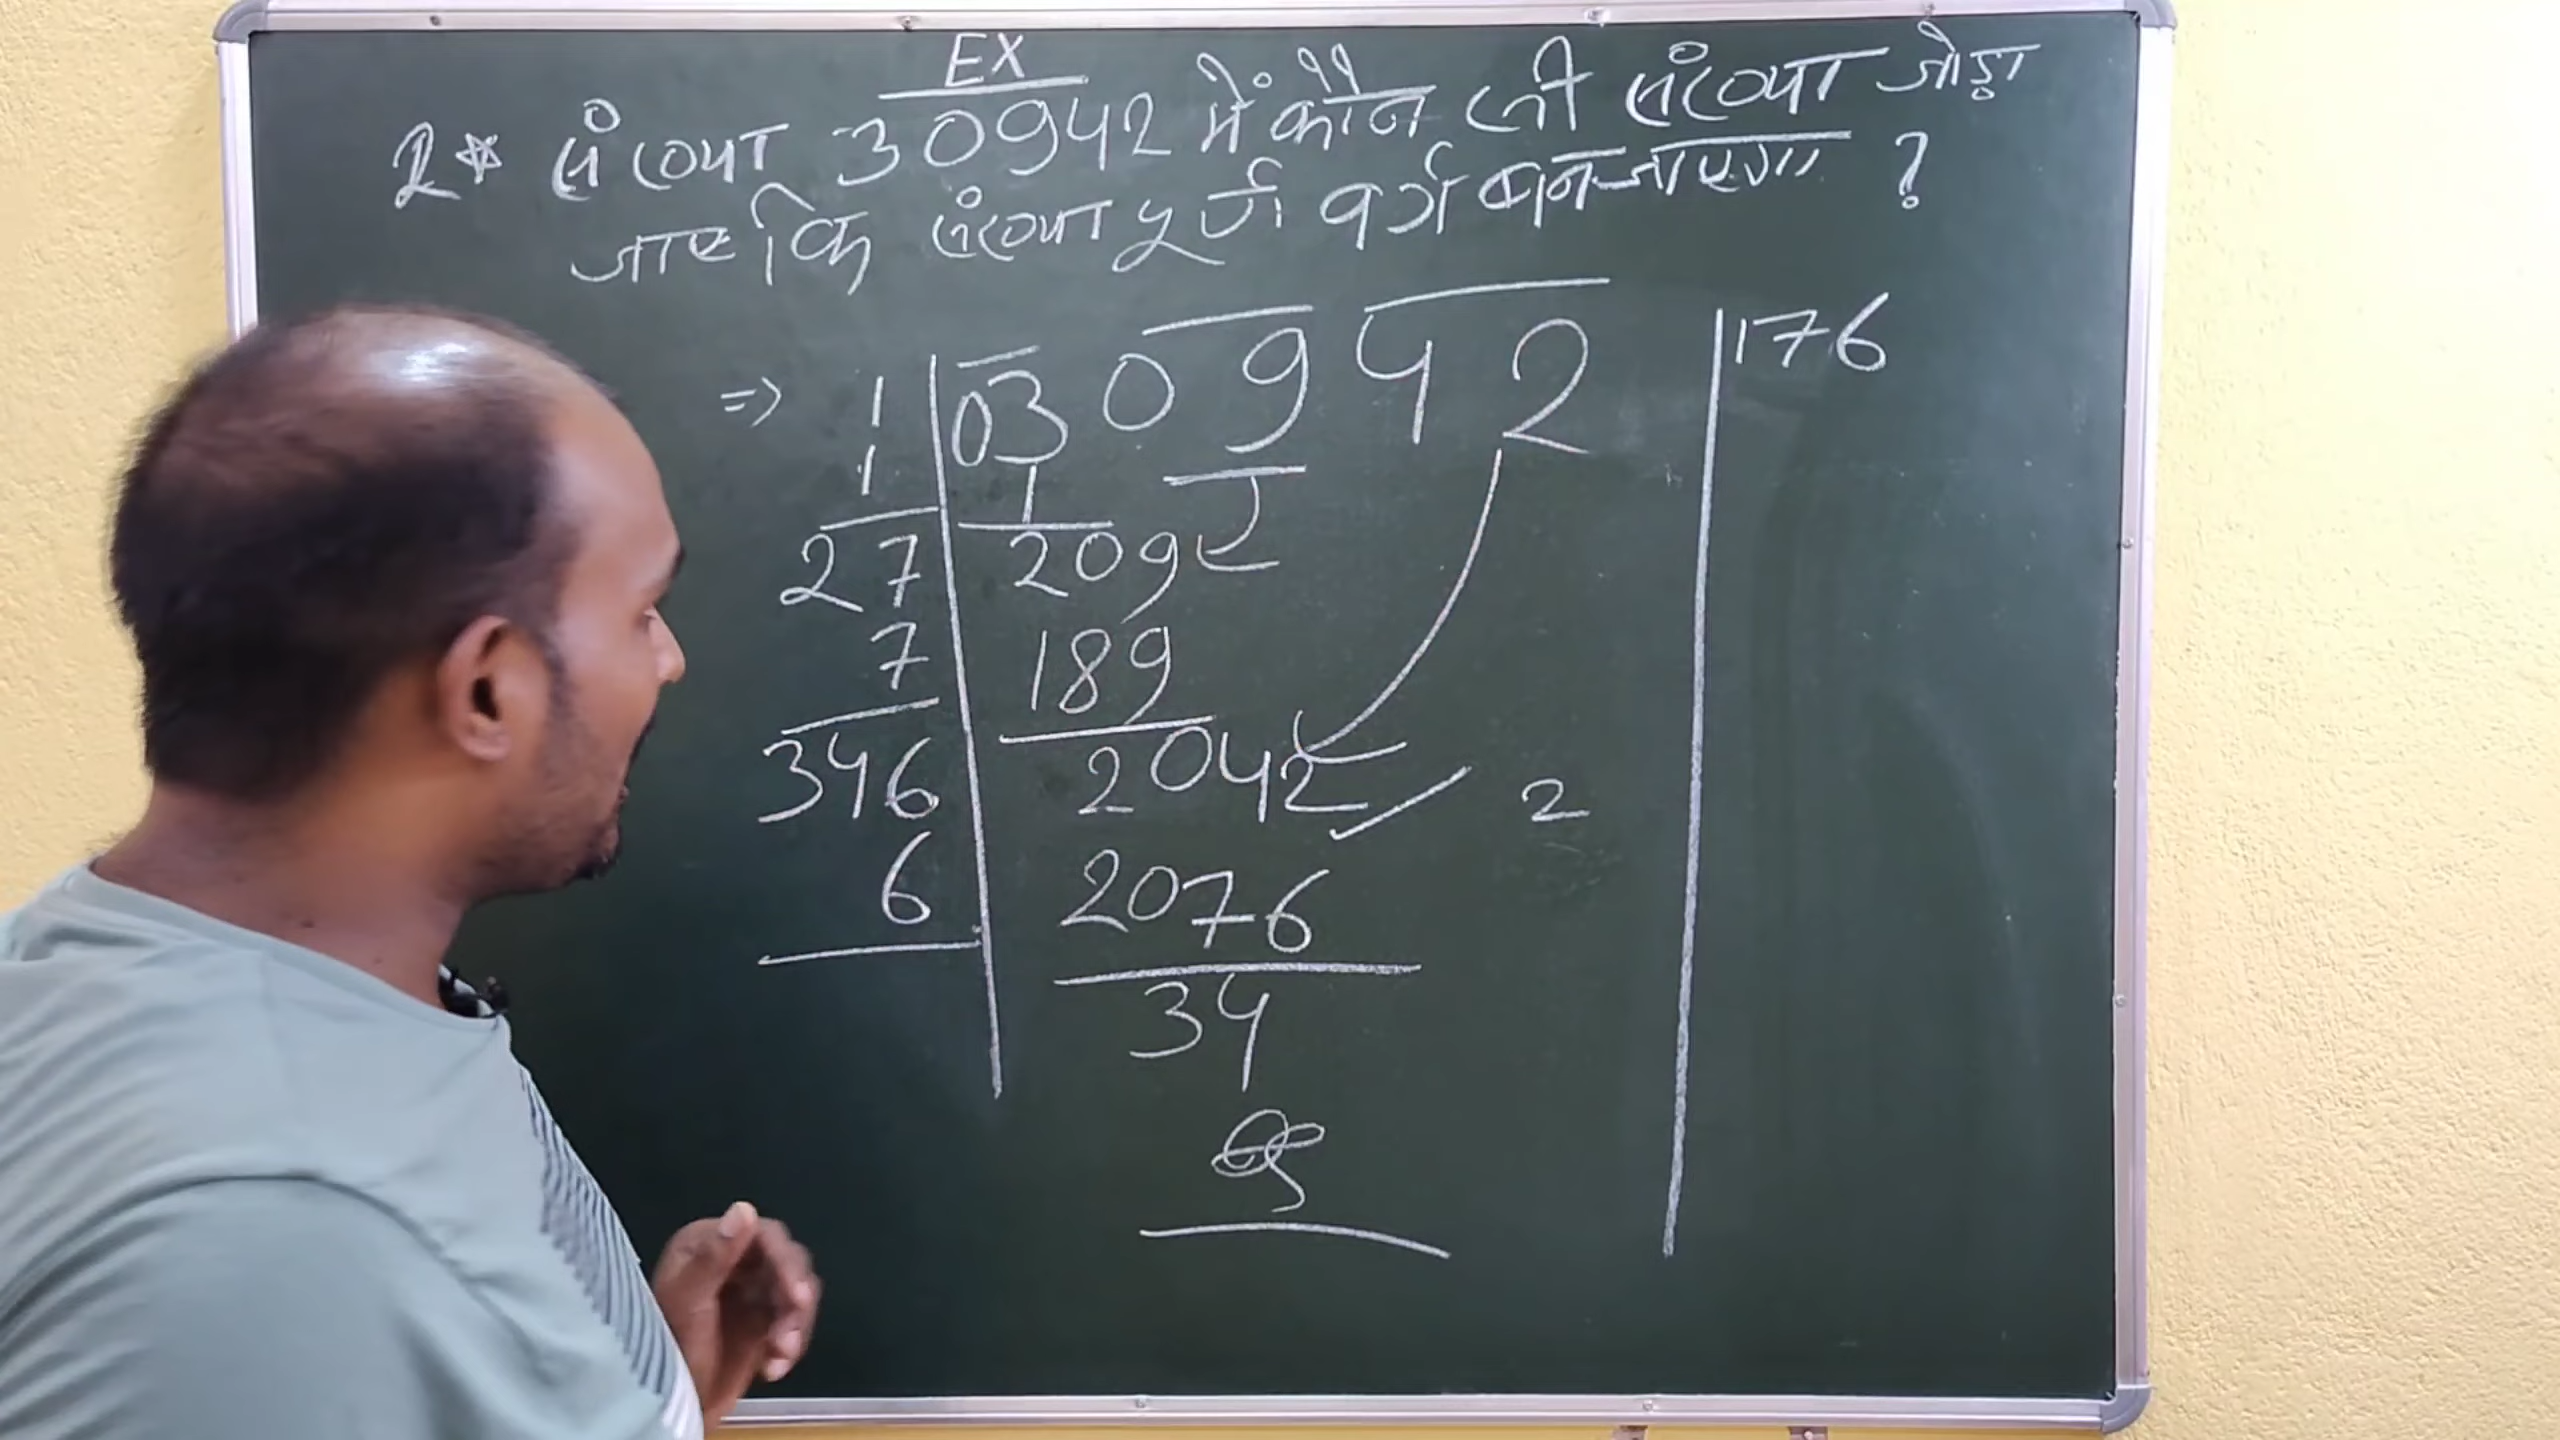 EX
2* संख्या 30942 में कौन सी संख्या जोड़ा
जाए कि संख्या पूर्ण वर्ग बन जाएगा ?
=> 1 03 09 42 176
1 1
27 209
7 189
346 2042 2
6 2076
34